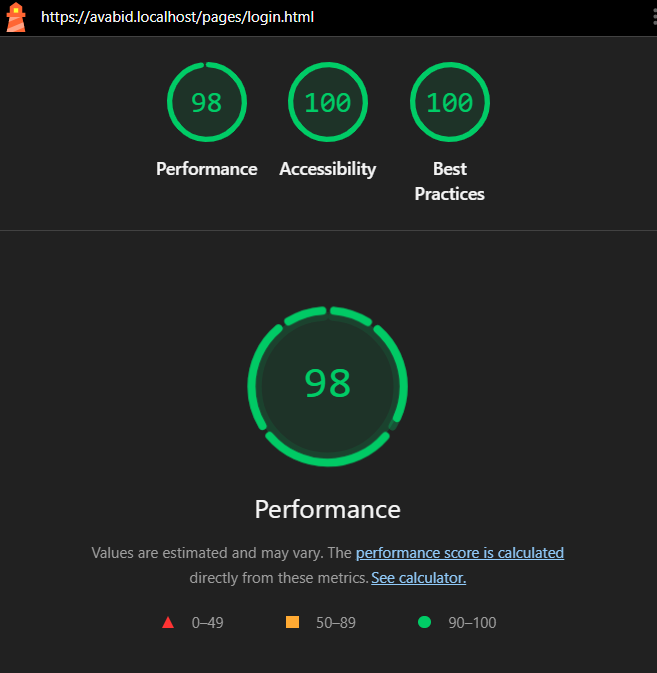 https://avabid.localhost/pages/login.html
98
100
100
Performance
Accessibility
Best
Practices
98
Performance
Values are estimated and may vary. The performance score is calculated
directly from these metrics. See calculator.
0–49
50–89
90–100